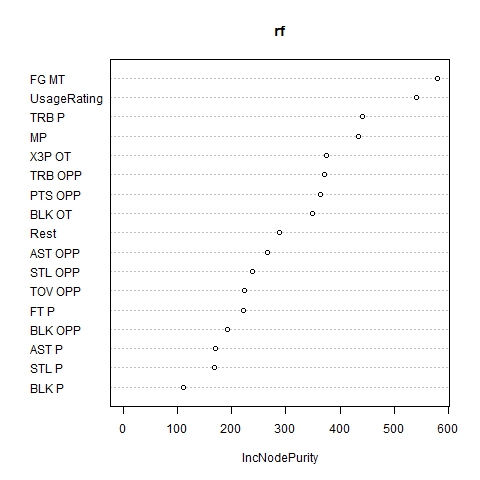 rf
FG MT
UsageRating
TRB P
MP
X3P OT
TRB OPP
PTS OPP
BLK OT
Rest
AST OPP
STL OPP
TOV OPP
FT P
BLK OPP
AST P
STL P
BLK P
0 100 200 300 400 500 600
IncNodePurity